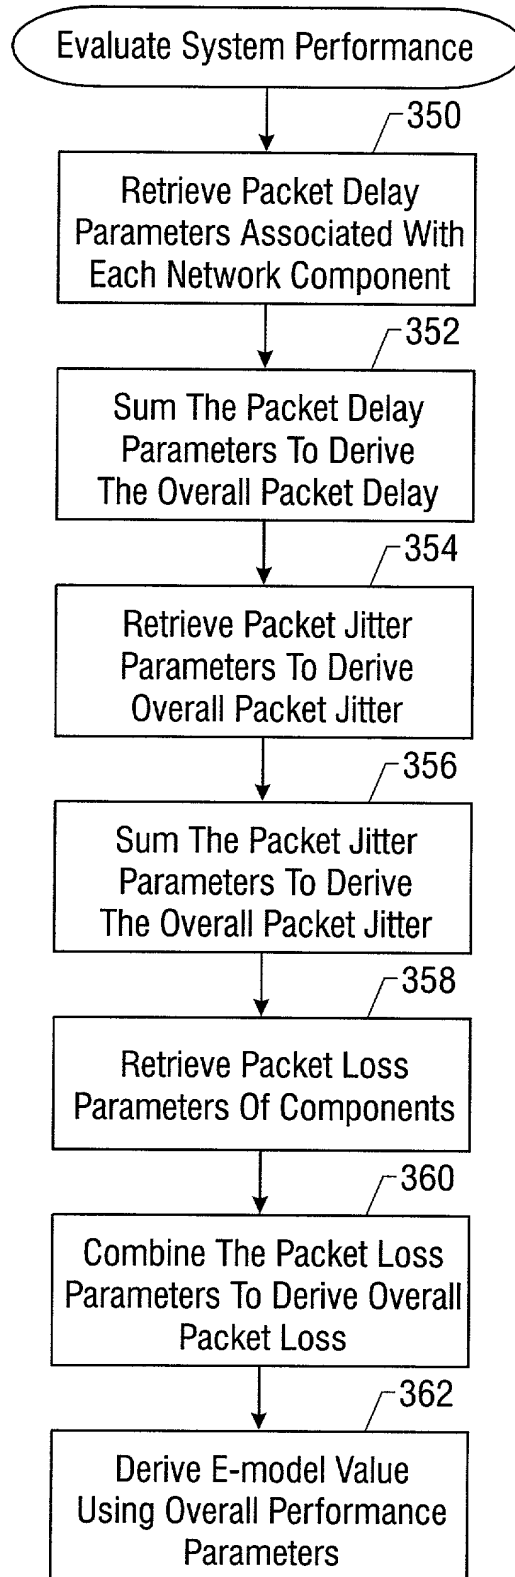 Evaluate System Performance
350
Retrieve Packet Delay
Parameters Associated With
Each Network Component
352
Sum The Packet Delay
Parameters To Derive
The Overall Packet Delay
354
Retrieve Packet Jitter
Parameters To Derive
Overall Packet Jitter
356
Sum The Packet Jitter
Parameters To Derive
The Overall Packet Jitter
358
Retrieve Packet Loss
Parameters Of Components
360
Combine The Packet Loss
Parameters To Derive Overall
Packet Loss
362
Derive E-model Value
Using Overall Performance
Parameters